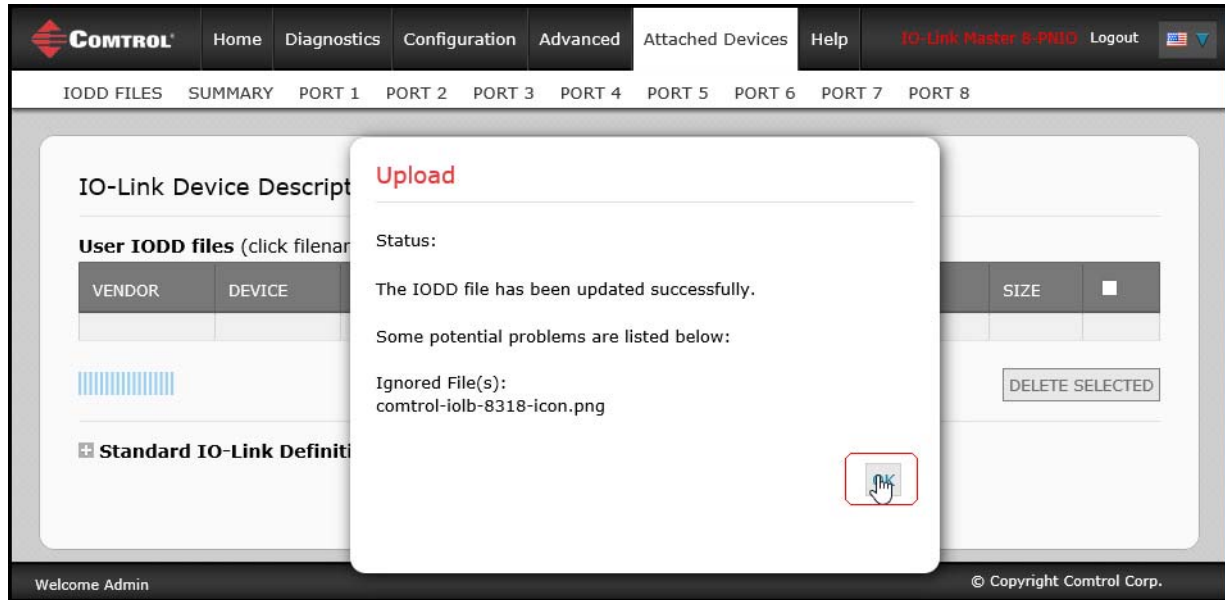 COMTROL Home Diagnostics Configuration Advanced Attached Devices Help IO-Link Master 8-PNIO Logout
IODD FILES SUMMARY PORT 1 PORT 2 PORT 3 PORT 4 PORT 5 PORT 6 PORT 7 PORT 8
IO-Link Device Descript
User IODD files (click filenar
VENDOR DEVICE SIZE
DELETE SELECTED
Standard IO-Link Definiti
Upload
Status:
The IODD file has been updated successfully.
Some potential problems are listed below:
Ignored File(s):
comtrol-iolb-8318-icon.png
OK
Welcome Admin
© Copyright Comtrol Corp.